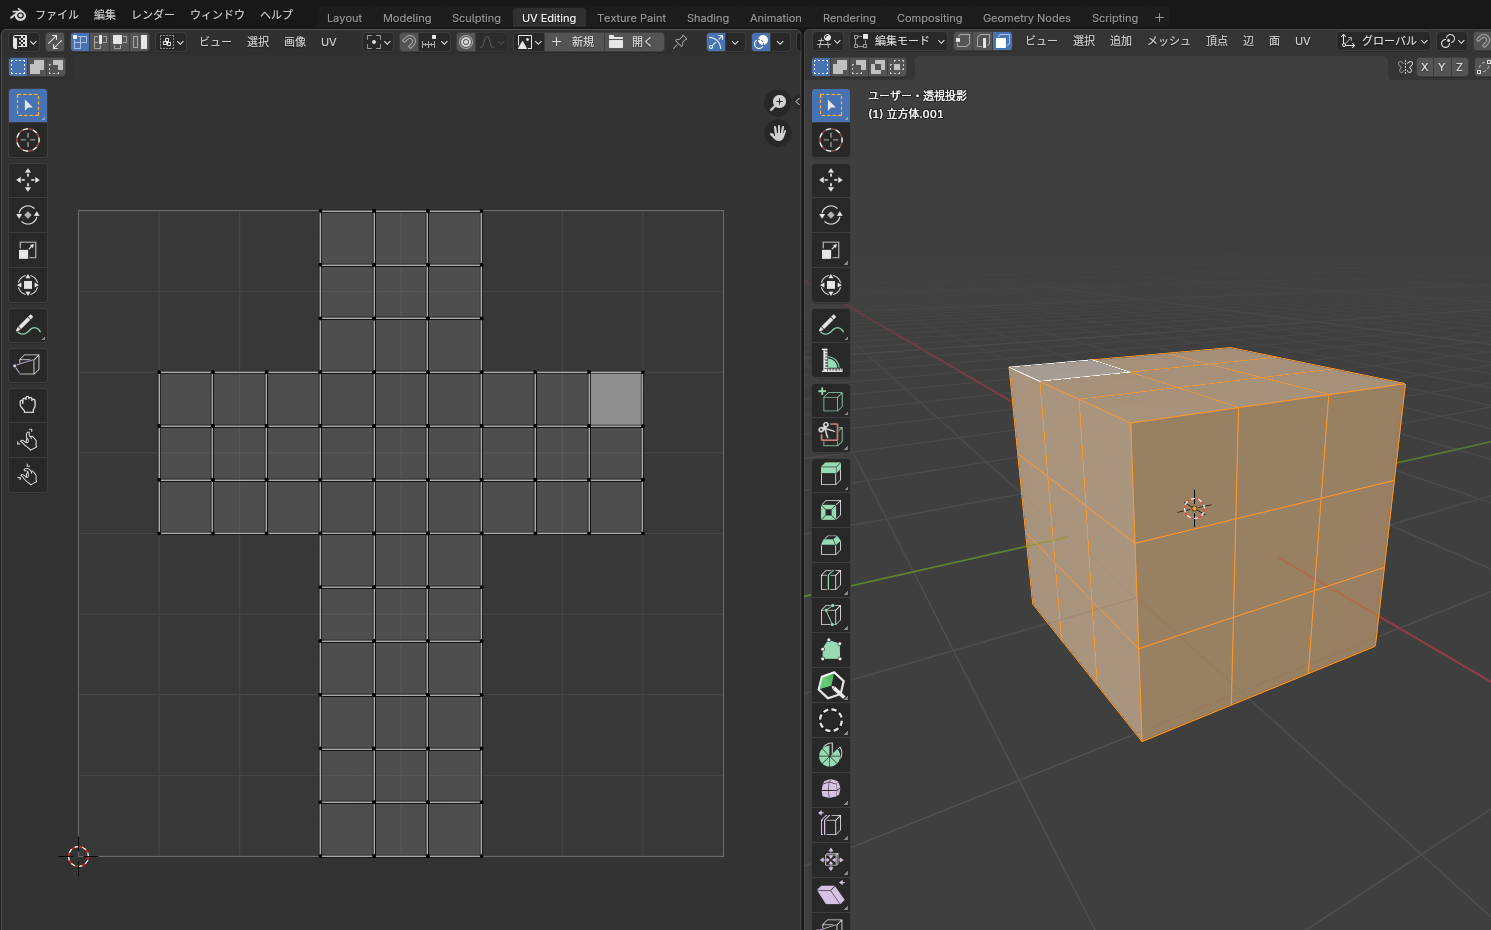 ファイル 編集 レンダー ウィンドウ ヘルプ Layout Modeling Sculpting UV Editing Texture Paint Shading Animation Rendering Compositing Geometry Nodes Scripting +
ビュー 選択 画像 UV + 新規 開く
編集モード ビュー 選択 追加 メッシュ 頂点 辺 面 UV グローバル
X Y Z
ユーザー・透視投影
(1) 立方体.001